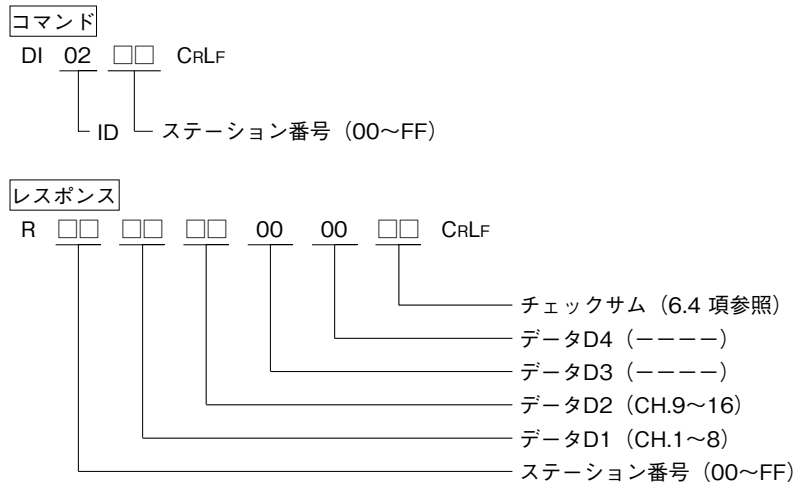 コマンド
DI 02 □□ CRLF
ID ステーション番号（00〜FF）
レスポンス
R □□ □□ □□ 00 00 □□ CRLF
チェックサム（6.4 項参照）
データD4（－－－－）
データD3（－－－－）
データD2（CH.9〜16）
データD1（CH.1〜8）
ステーション番号（00〜FF）